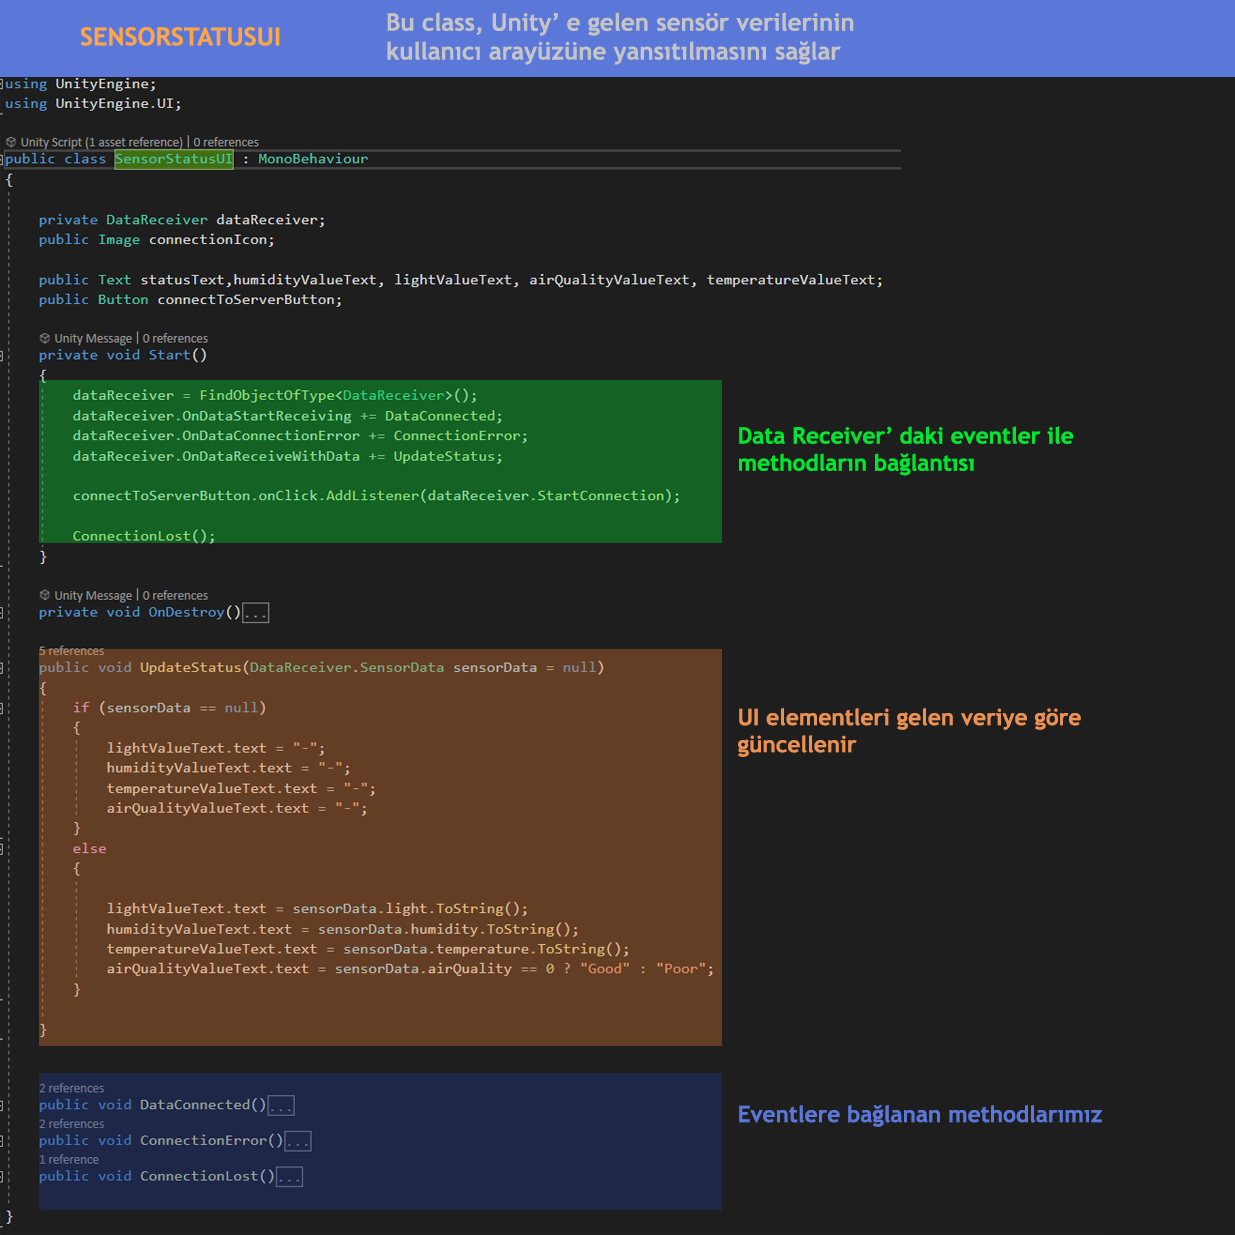 SENSORSTATUSUI
Bu class, Unity’ e gelen sensör verilerinin
kullanıcı arayüzüne yansıtılmasını sağlar
using UnityEngine;
using UnityEngine.UI;
Unity Script (1 asset reference) | 0 references
public class SensorStatusUI : MonoBehaviour
{
private DataReceiver dataReceiver;
public Image connectionIcon;
public Text statusText,humidityValueText, lightValueText, airQualityValueText, temperatureValueText;
public Button connectToServerButton;
Unity Message | 0 references
private void Start()
{
dataReceiver = FindObjectOfType<DataReceiver>();
dataReceiver.OnDataStartReceiving += DataConnected;
dataReceiver.OnDataConnectionError += ConnectionError;
dataReceiver.OnDataReceiveWithData += UpdateStatus;
connectToServerButton.onClick.AddListener(dataReceiver.StartConnection);
ConnectionLost();
}
Data Receiver’ daki eventler ile
methodların bağlantısı
Unity Message | 0 references
private void OnDestroy()...
5 references
public void UpdateStatus(DataReceiver.SensorData sensorData = null)
{
if (sensorData == null)
{
lightValueText.text = "-";
humidityValueText.text = "-";
temperatureValueText.text = "-";
airQualityValueText.text = "-";
}
else
{
lightValueText.text = sensorData.light.ToString();
humidityValueText.text = sensorData.humidity.ToString();
temperatureValueText.text = sensorData.temperature.ToString();
airQualityValueText.text = sensorData.airQuality == 0 ? "Good" : "Poor";
}
}
UI elementleri gelen veriye göre
güncellenir
2 references
public void DataConnected()...
2 references
public void ConnectionError()...
1 reference
public void ConnectionLost()...
Eventlere bağlanan methodlarımız
}